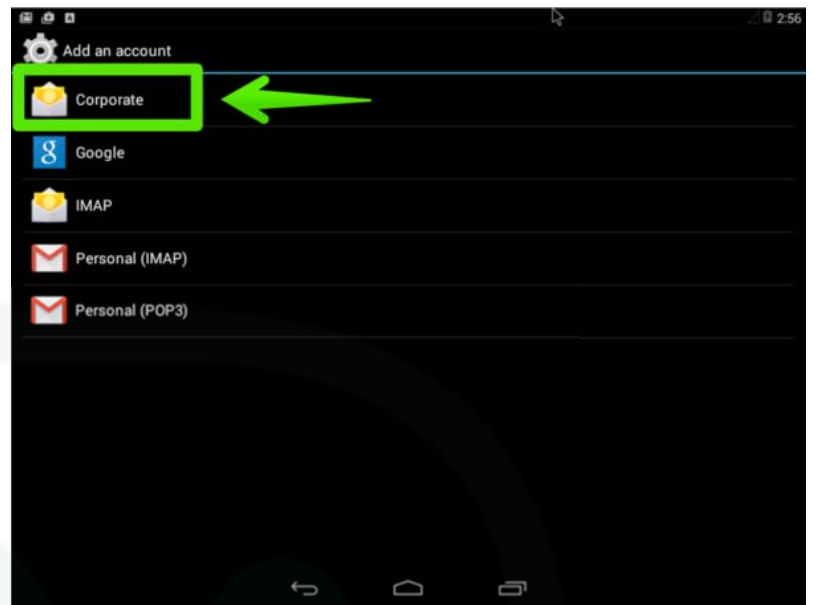 2:56
Add an account
Corporate
Google
IMAP
Personal (IMAP)
Personal (POP3)